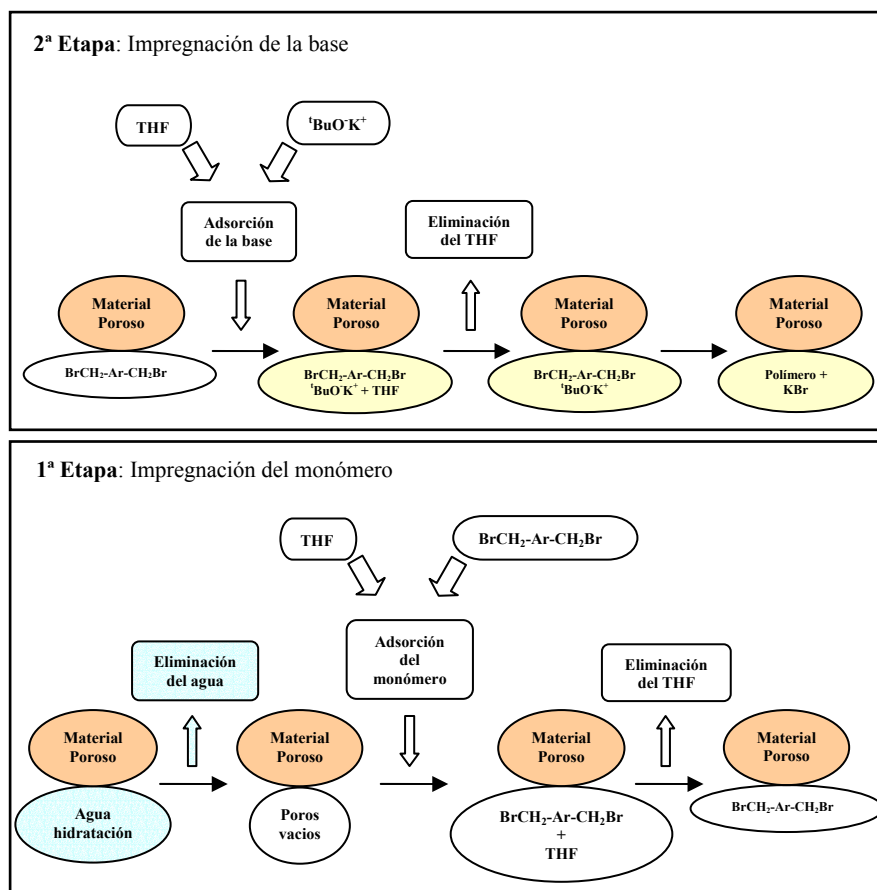 2ª Etapa: Impregnación de la base
THF
ᵗBuO⁻K⁺
Adsorción
de la base
Eliminación
del THF
Material
Poroso
Material
Poroso
Material
Poroso
Material
Poroso
BrCH₂-Ar-CH₂Br
BrCH₂-Ar-CH₂Br
ᵗBuO⁻K⁺ + THF
BrCH₂-Ar-CH₂Br
ᵗBuO⁻K⁺
Polímero +
KBr
1ª Etapa: Impregnación del monómero
THF
BrCH₂-Ar-CH₂Br
Eliminación
del agua
Adsorción
del
monómero
Eliminación
del THF
Material
Poroso
Material
Poroso
Material
Poroso
Material
Poroso
Agua
hidratación
Poros
vacios
BrCH₂-Ar-CH₂Br
+
THF
BrCH₂-Ar-CH₂Br